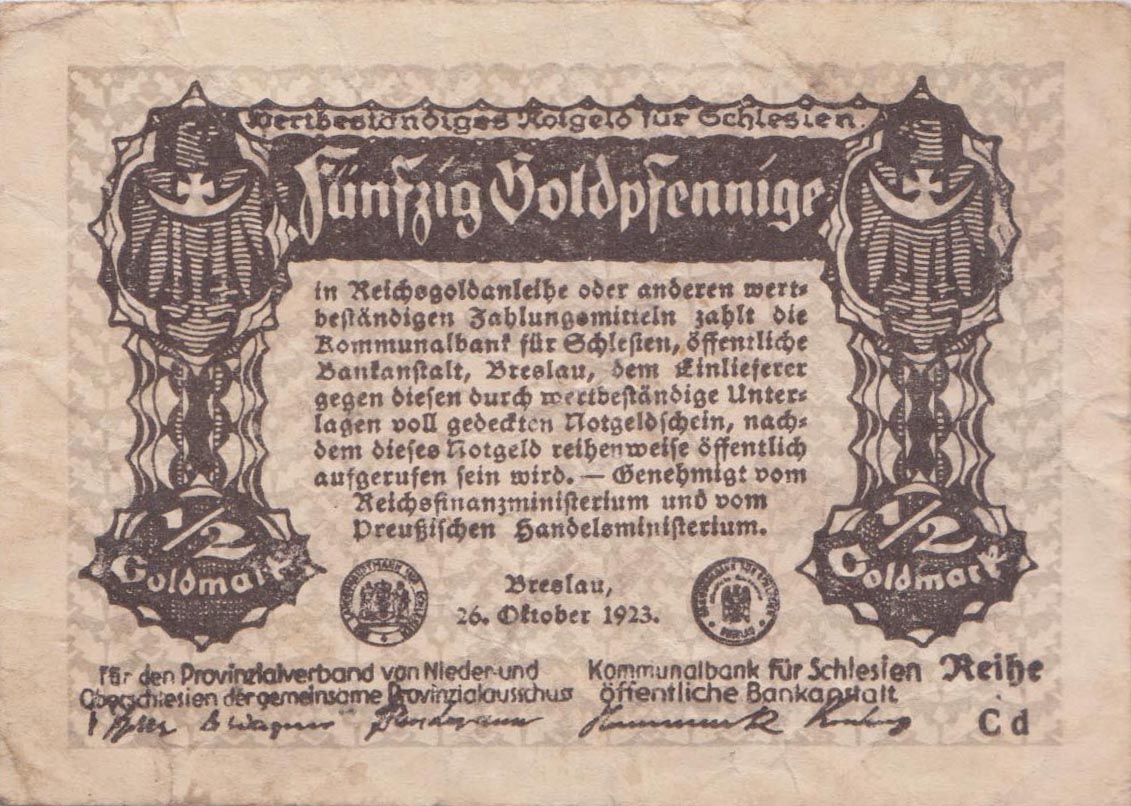 Wertbeständiges Notgeld für Schlesien.
Fünfzig Goldpfennige
in Reichsgoldanleihe oder anderen wert-
beständigen Zahlungsmitteln zahlt die
Kommunalbank für Schlesien, öffentliche
Bankanstalt, Breslau, dem Einlieferer
gegen diesen durch wertbeständige Unter-
lagen voll gedeckten Notgeldschein, nach-
dem dieses Notgeld reihenweise öffentlich
aufgerufen sein wird. — Genehmigt vom
Reichsfinanzministerium und vom
Preußischen Handelsministerium.
1/2 Goldmark
1/2 Goldmark
Breslau,
26. Oktober 1923.
Für den Provinzialverband von Nieder-und
Oberschlesien der gemeinsame Provinzialausschus
Kommunalbank für Schlesien
öffentliche Bankanstalt
Reihe
Cd